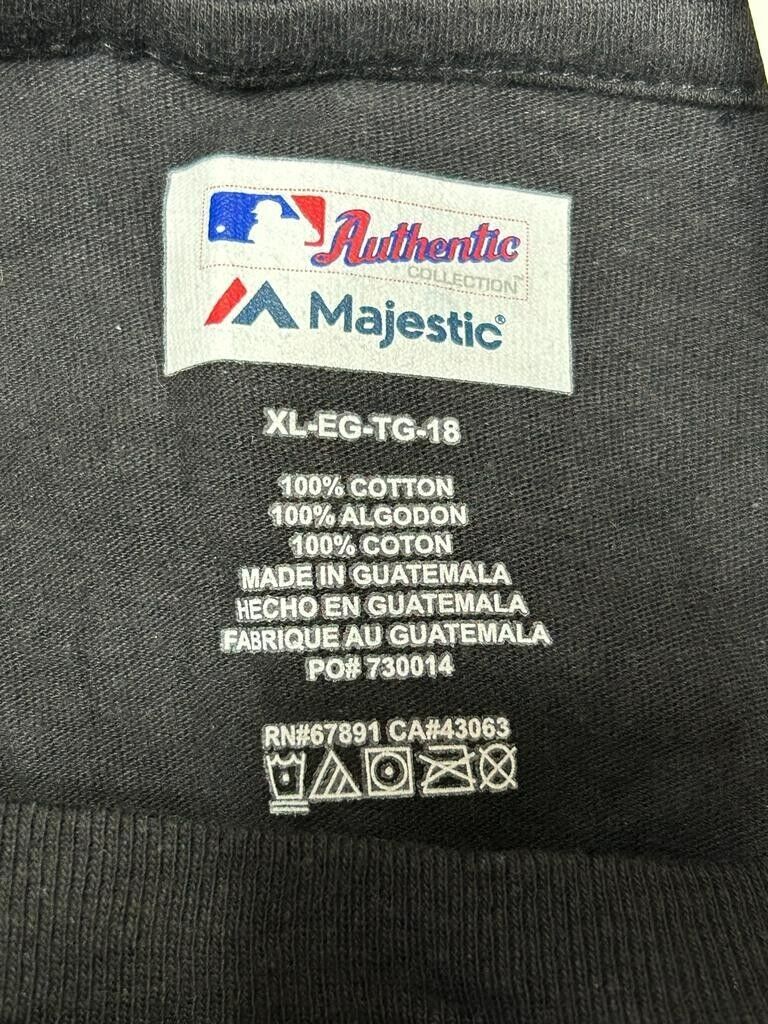 Authentic
COLLECTION™
Majestic®
XL-EG-TG-18
100% COTTON
100% ALGODON
100% COTON
MADE IN GUATEMALA
HECHO EN GUATEMALA
FABRIQUE AU GUATEMALA
PO# 730014
RN#67891 CA#43063